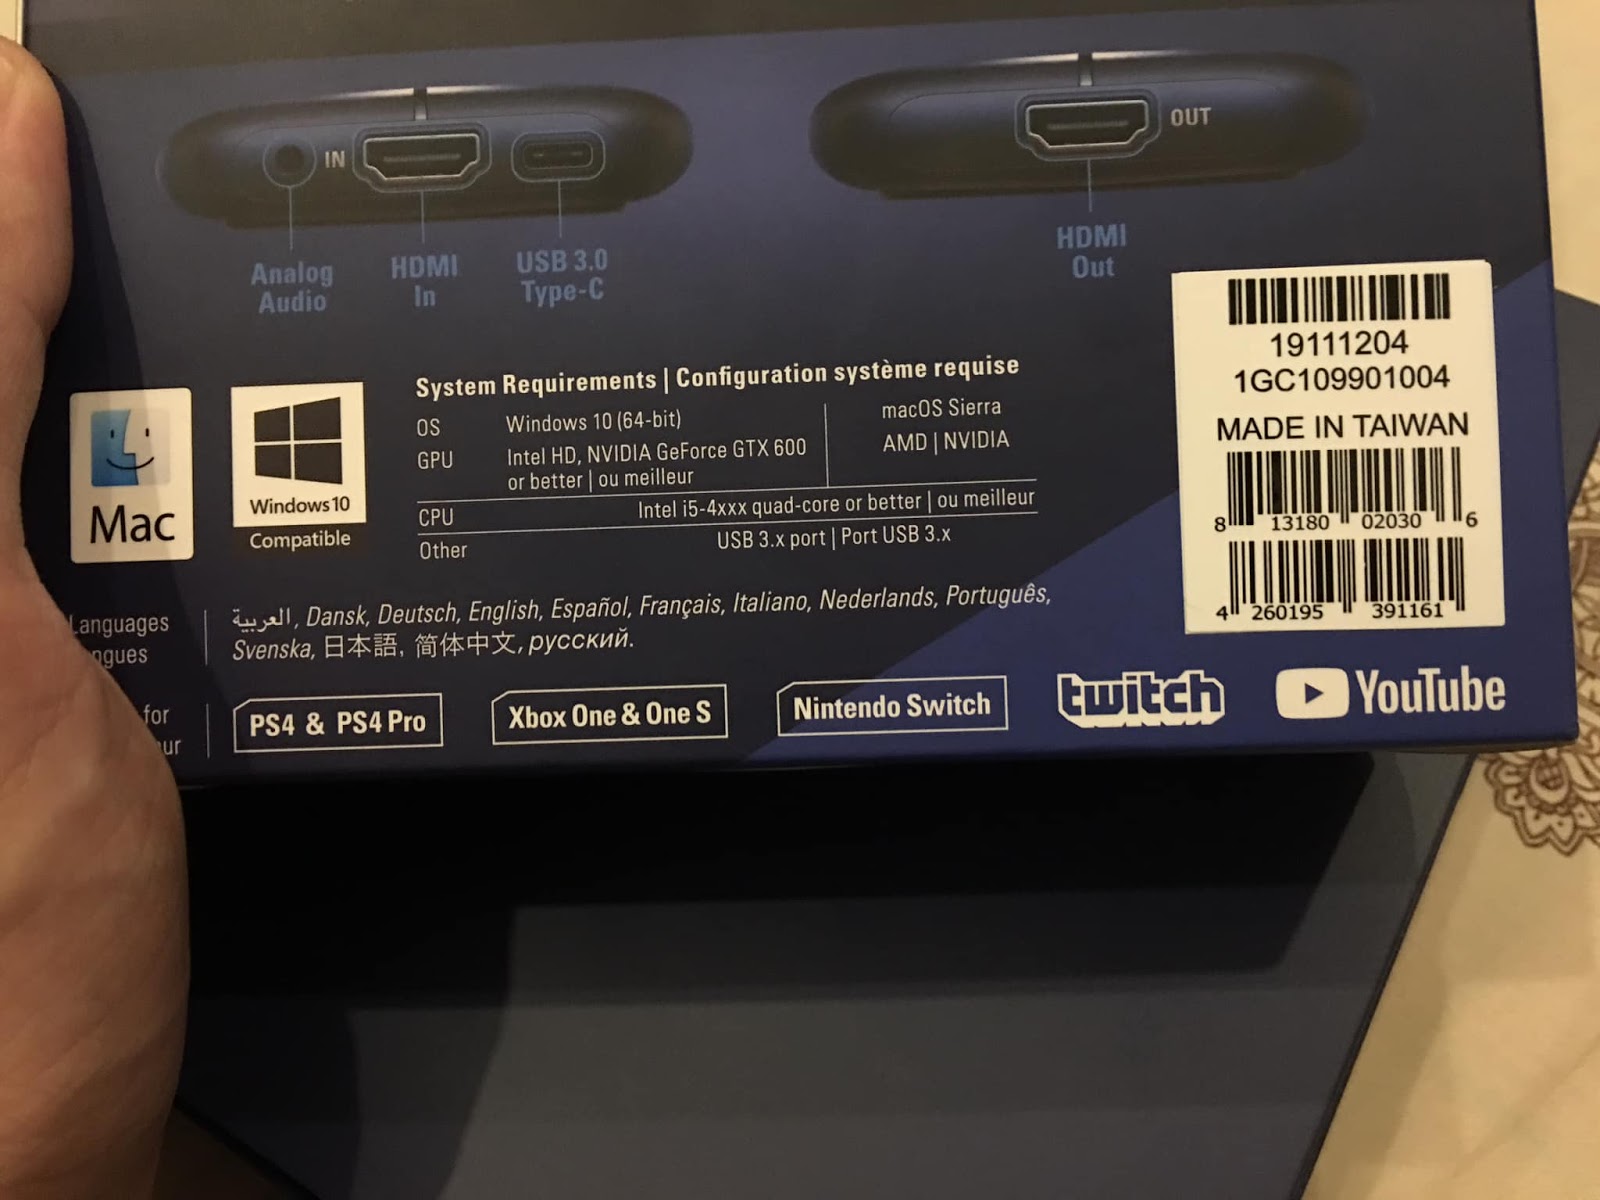 IN
OUT
Analog
Audio
HDMI
In
USB 3.0
Type-C
HDMI
Out
19111204
1GC109901004
MADE IN TAIWAN
8 13180 02030 6
4 260195 391161
Mac
Windows 10
Compatible
System Requirements | Configuration système requise
OS Windows 10 (64-bit) macOS Sierra
GPU Intel HD, NVIDIA GeForce GTX 600 AMD | NVIDIA
or better | ou meilleur
CPU Intel i5-4xxx quad-core or better | ou meilleur
Other USB 3.x port | Port USB 3.x
Languages
العربية, Dansk, Deutsch, English, Español, Français, Italiano, Nederlands, Português,
Svenska, 日本語, 简体中文, русский.
for
PS4 & PS4 Pro
Xbox One & One S
Nintendo Switch
twitch
YouTube